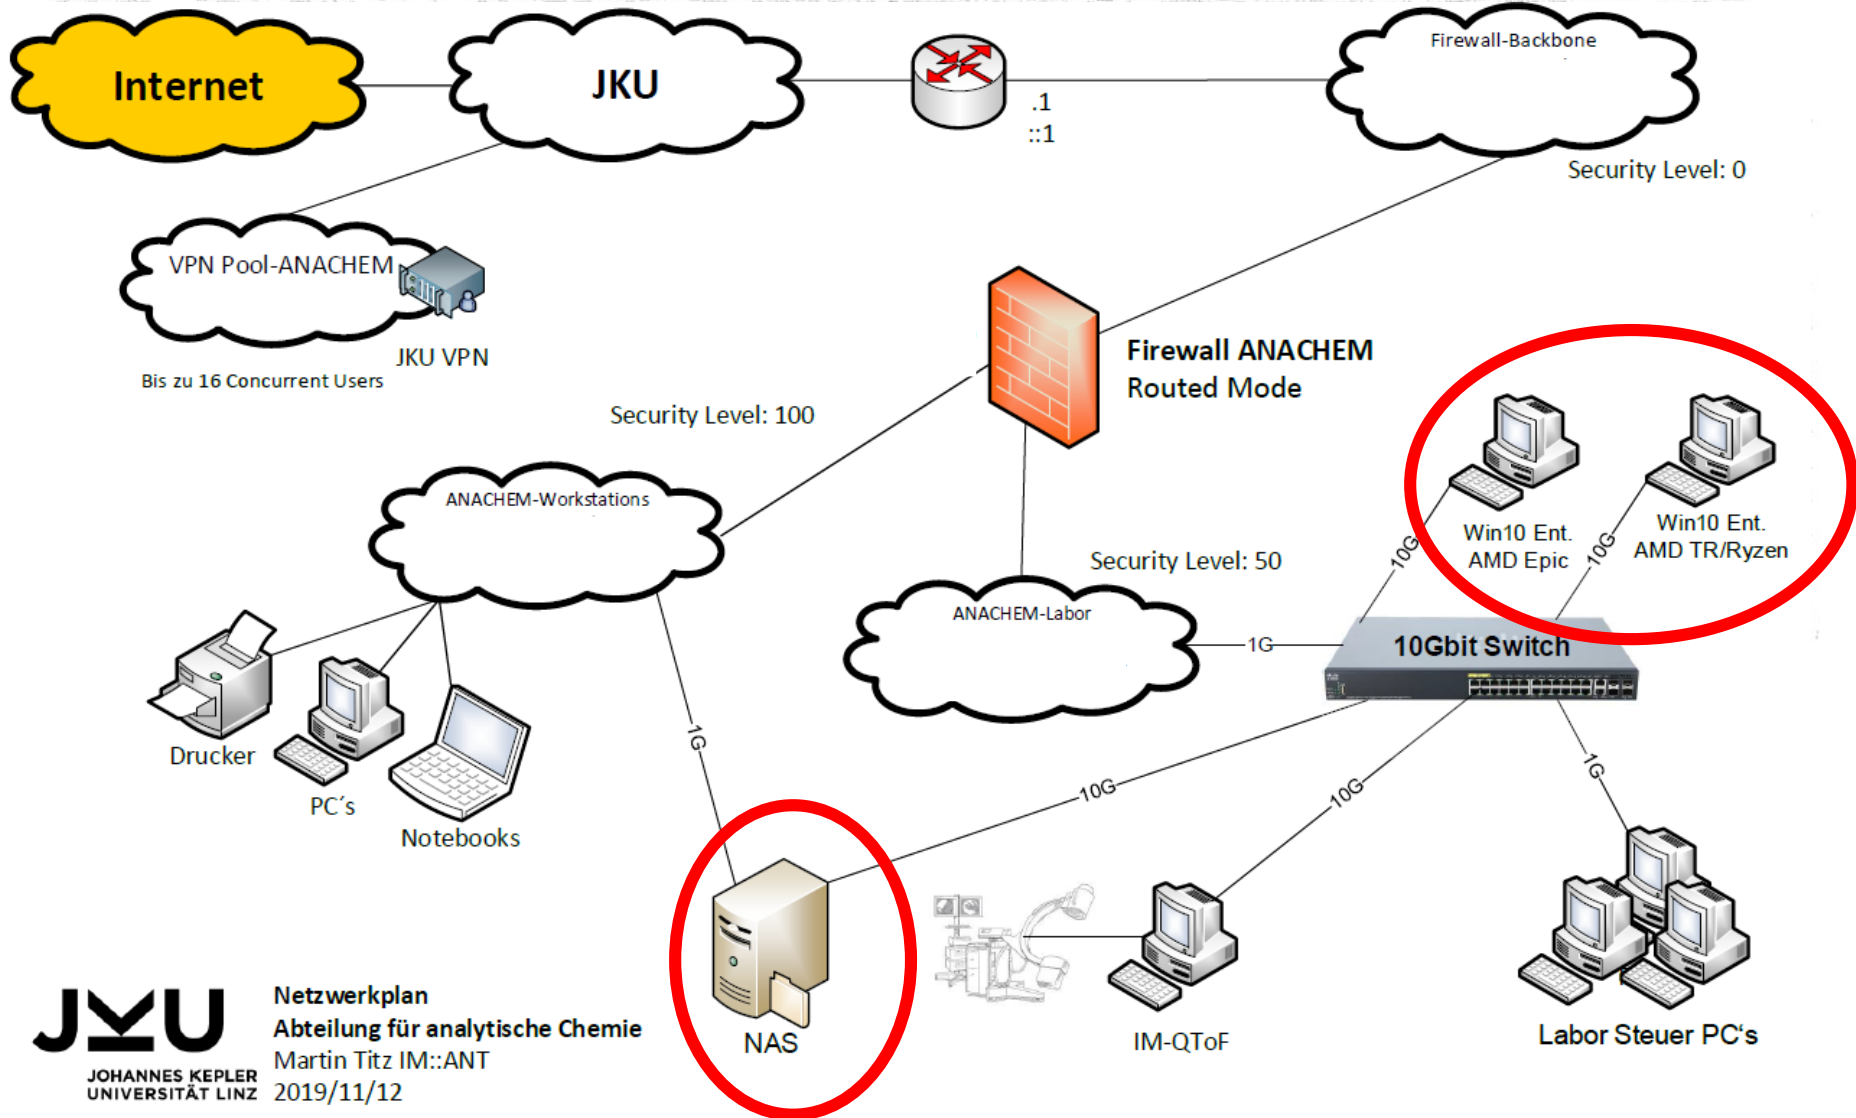 Internet
JKU
.1
::1
Firewall-Backbone
Security Level: 0
VPN Pool-ANACHEM
JKU VPN
Bis zu 16 Concurrent Users
Firewall ANACHEM
Routed Mode
Security Level: 100
ANACHEM-Workstations
Security Level: 50
ANACHEM-Labor
Win10 Ent.
AMD Epic
Win10 Ent.
AMD TR/Ryzen
10G
10G
1G
10Gbit Switch
Drucker
PC´s
Notebooks
1G
10G
10G
1G
NAS
IM-QToF
Labor Steuer PC‘s
JKU
JOHANNES KEPLER
UNIVERSITÄT LINZ
Netzwerkplan
Abteilung für analytische Chemie
Martin Titz IM::ANT
2019/11/12